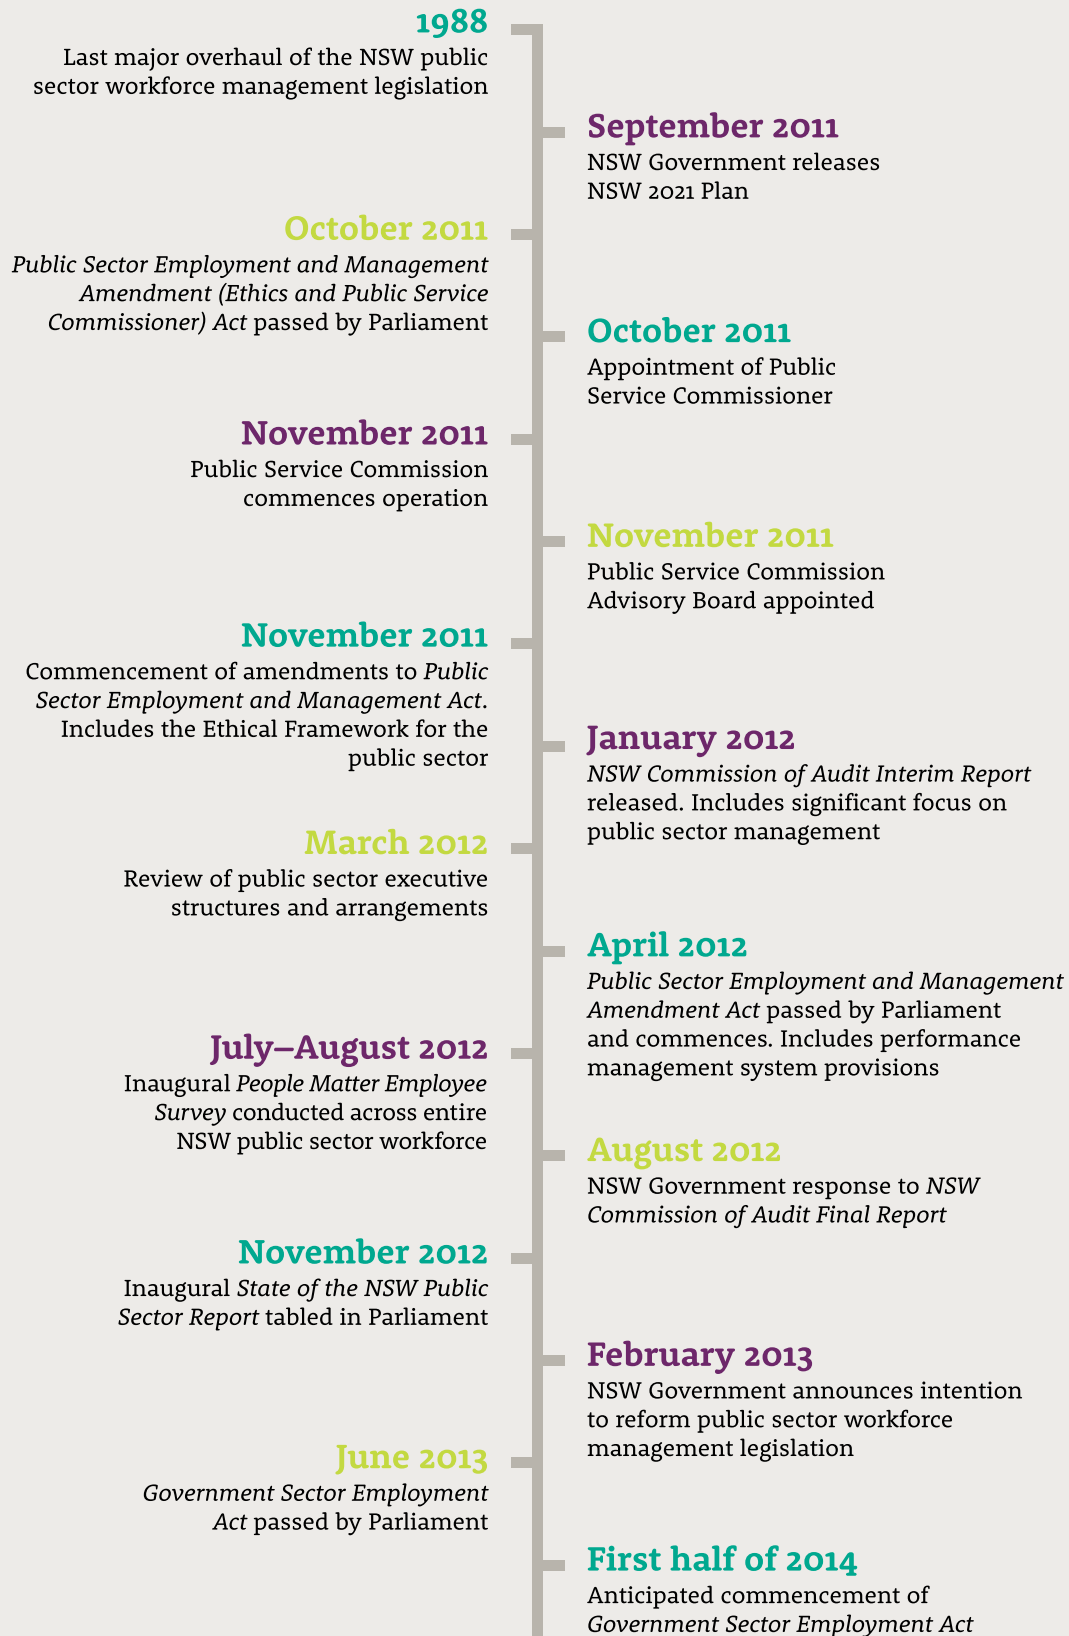 1988
Last major overhaul of the NSW public
sector workforce management legislation
September 2011
NSW Government releases
NSW 2021 Plan
October 2011
Public Sector Employment and Management
Amendment (Ethics and Public Service
Commissioner) Act passed by Parliament
October 2011
Appointment of Public
Service Commissioner
November 2011
Public Service Commission
commences operation
November 2011
Public Service Commission
Advisory Board appointed
November 2011
Commencement of amendments to Public
Sector Employment and Management Act.
Includes the Ethical Framework for the
public sector
January 2012
NSW Commission of Audit Interim Report
released. Includes significant focus on
public sector management
March 2012
Review of public sector executive
structures and arrangements
April 2012
Public Sector Employment and Management
Amendment Act passed by Parliament
and commences. Includes performance
management system provisions
July–August 2012
Inaugural People Matter Employee
Survey conducted across entire
NSW public sector workforce
August 2012
NSW Government response to NSW
Commission of Audit Final Report
November 2012
Inaugural State of the NSW Public
Sector Report tabled in Parliament
February 2013
NSW Government announces intention
to reform public sector workforce
management legislation
June 2013
Government Sector Employment
Act passed by Parliament
First half of 2014
Anticipated commencement of
Government Sector Employment Act